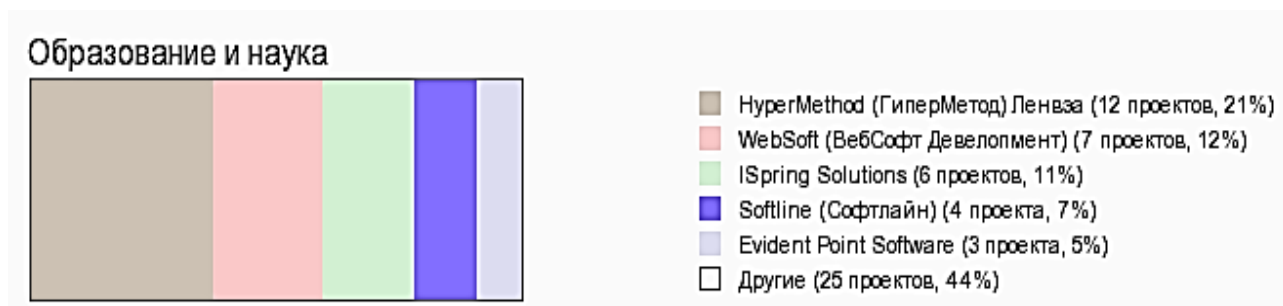 Образование и наука
HyperMethod (ГиперМетод) Ленвза (12 проектов, 21%)
WebSoft (ВебСофт Девелопмент) (7 проектов, 12%)
ISpring Solutions (6 проектов, 11%)
Softline (Софтлайн) (4 проекта, 7%)
Evident Point Software (3 проекта, 5%)
Другие (25 проектов, 44%)